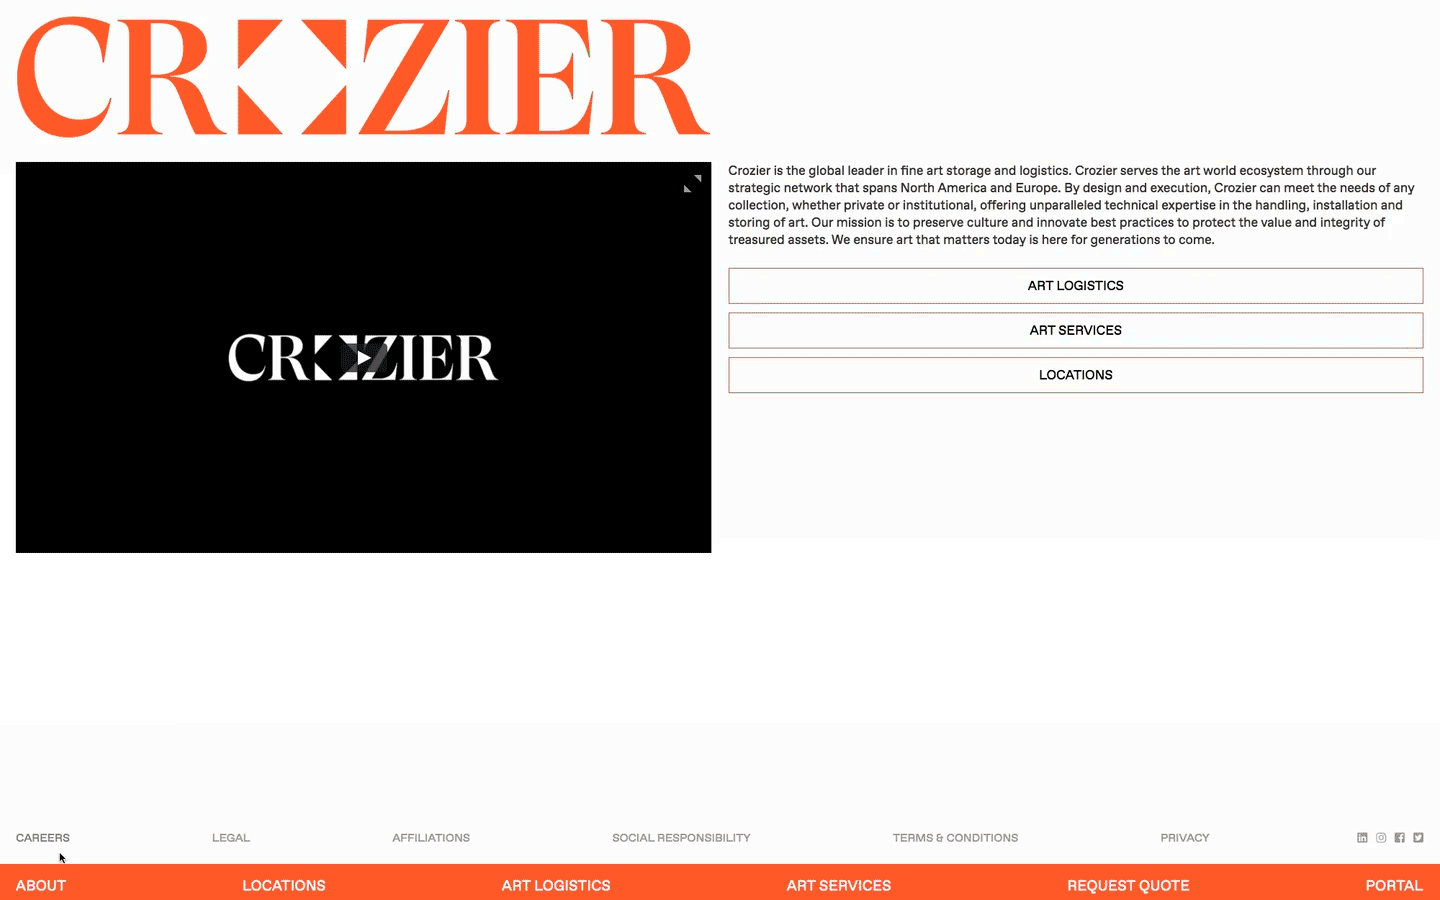 CROZIER
CROZIER
Crozier is the global leader in fine art storage and logistics. Crozier serves the art world ecosystem through our
strategic network that spans North America and Europe. By design and execution, Crozier can meet the needs of any
collection, whether private or institutional, offering unparalleled technical expertise in the handling, installation and
storing of art. Our mission is to preserve culture and innovate best practices to protect the value and integrity of
treasured assets. We ensure art that matters today is here for generations to come.
ART LOGISTICS
ART SERVICES
LOCATIONS
CAREERS LEGAL AFFILIATIONS SOCIAL RESPONSIBILITY TERMS & CONDITIONS PRIVACY
ABOUT LOCATIONS ART LOGISTICS ART SERVICES REQUEST QUOTE PORTAL